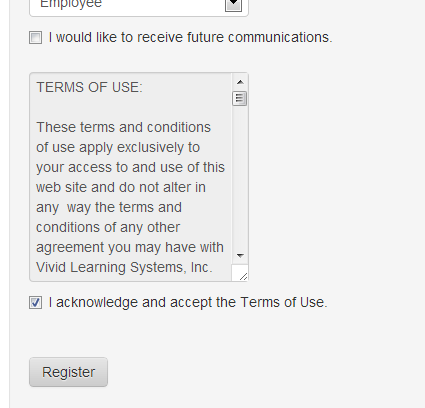 Employee
I would like to receive future communications.
TERMS OF USE:
These terms and conditions
of use apply exclusively to
your access to and use of this
web site and do not alter in
any way the terms and
conditions of any other
agreement you may have with
Vivid Learning Systems, Inc.
I acknowledge and accept the Terms of Use.
Register